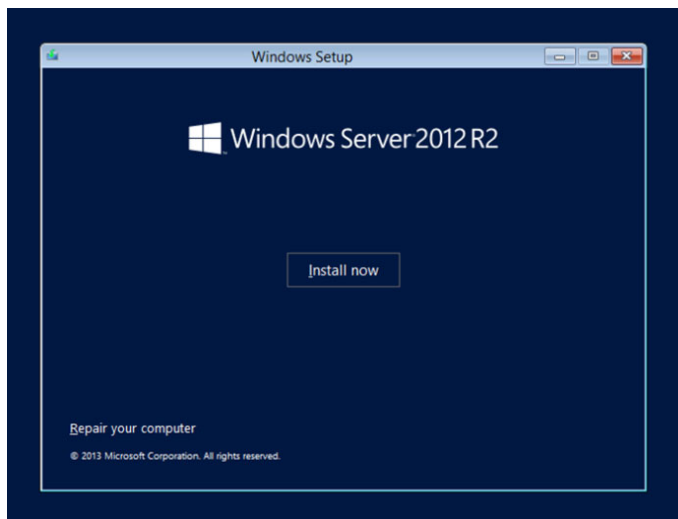 Windows Setup
Windows Server 2012 R2
Install now
Repair your computer
© 2013 Microsoft Corporation. All rights reserved.